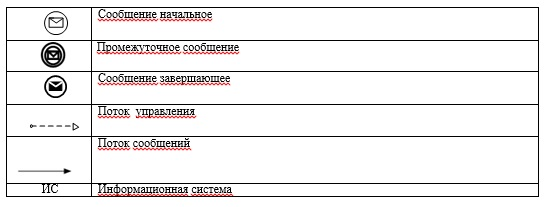 Сообщение начальное
Промежуточное сообщение
Сообщение завершающее
Поток управления
Поток сообщений
ИС Информационная система